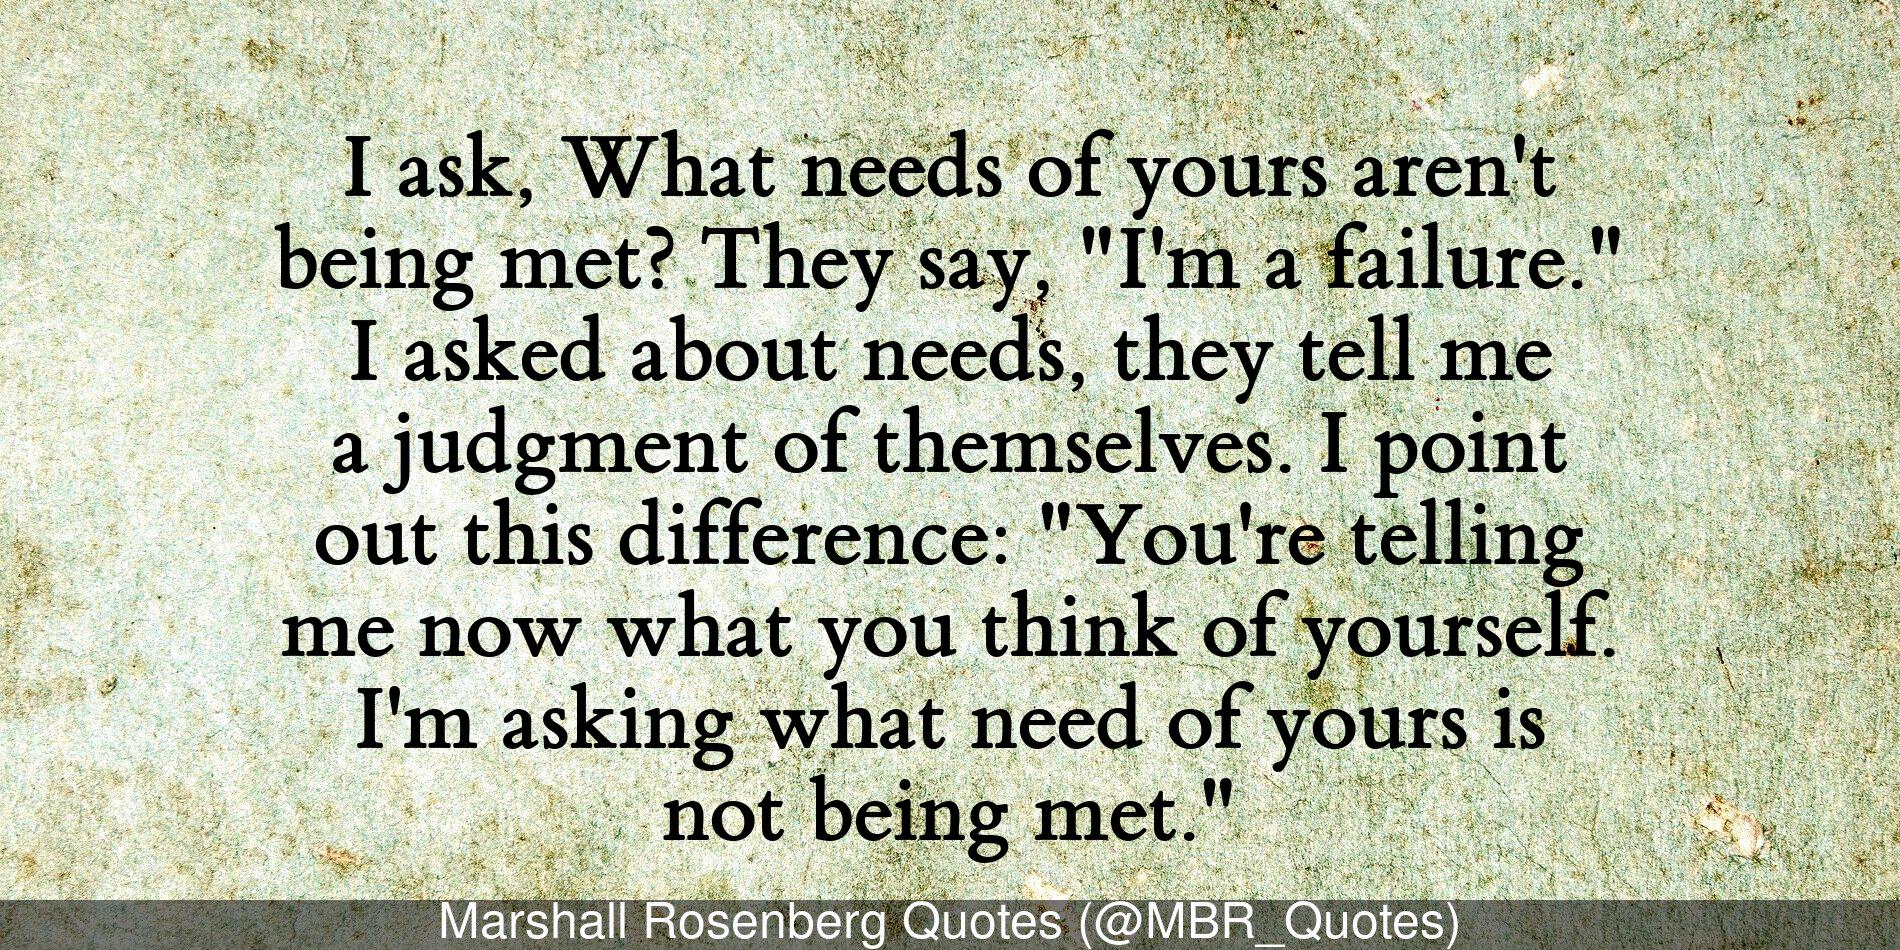 I ask, What needs of yours aren't
being met? They say, "I'm a failure."
I asked about needs, they tell me
a judgment of themselves. I point
out this difference: "You're telling
me now what you think of yourself.
I'm asking what need of yours is
not being met."
Marshall Rosenberg Quotes (@MBR_Quotes)